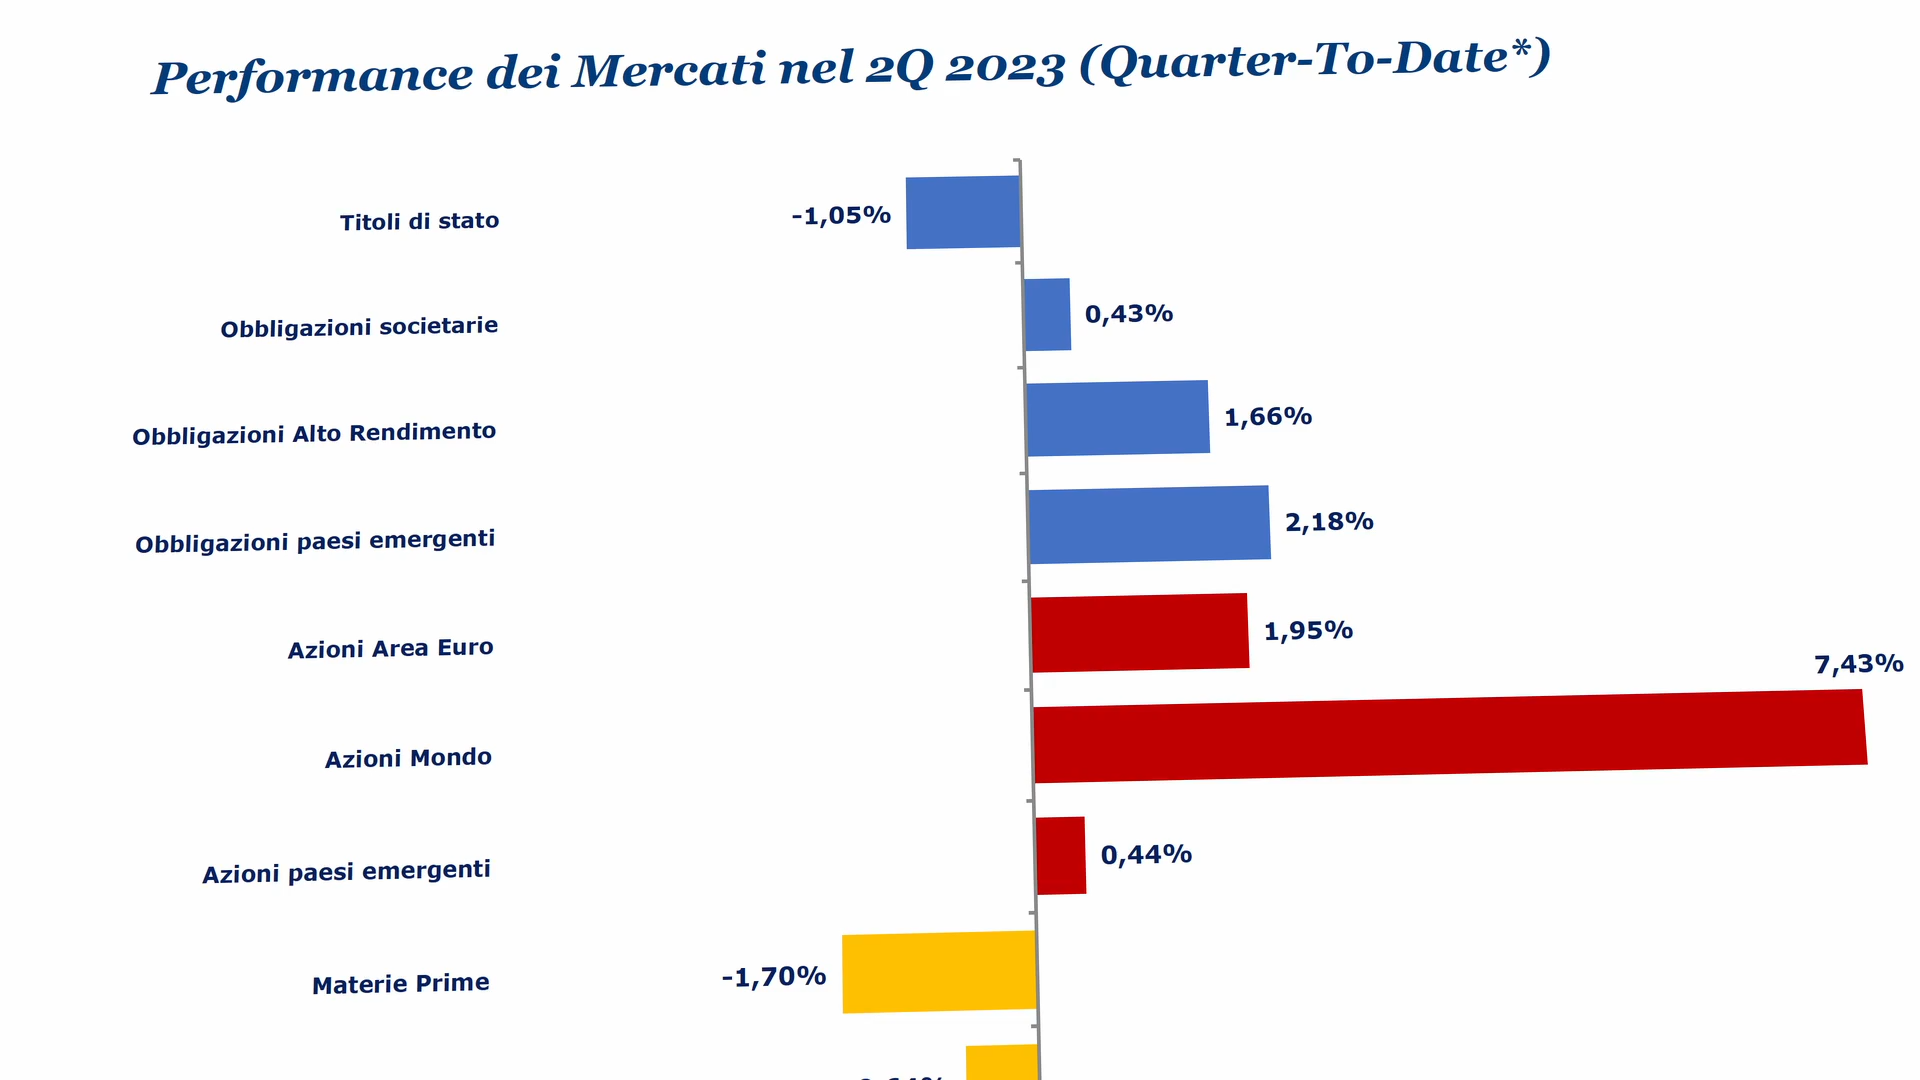 Performance dei Mercati nel 2Q 2023 (Quarter-To-Date*)
Titoli di stato -1,05%
Obbligazioni societarie 0,43%
Obbligazioni Alto Rendimento 1,66%
Obbligazioni paesi emergenti 2,18%
Azioni Area Euro 1,95%
Azioni Mondo 7,43%
Azioni paesi emergenti 0,44%
Materie Prime -1,70%